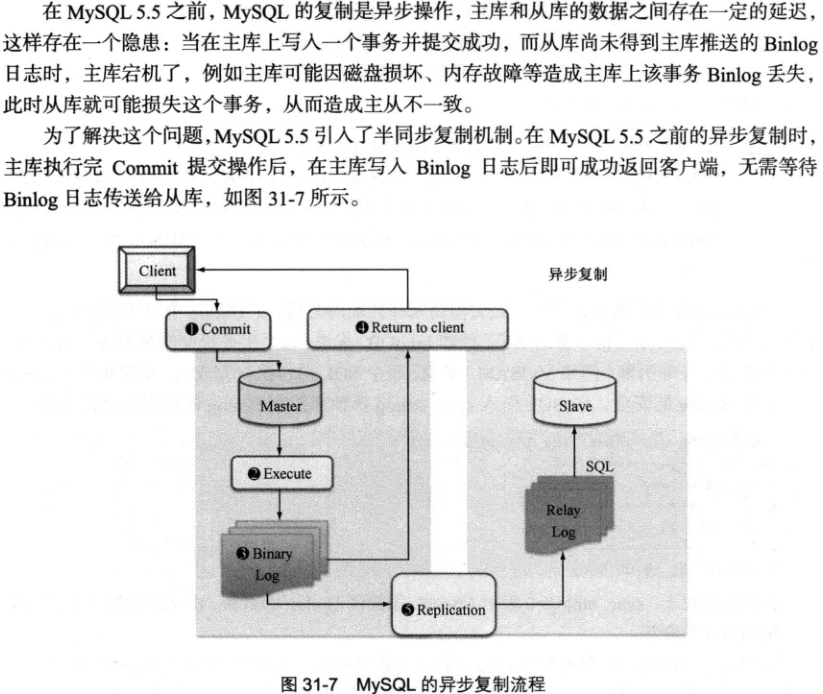 在 MySQL 5.5 之前，MySQL 的复制是异步操作，主库和从库的数据之间存在一定的延迟，
这样存在一个隐患：当在主库上写入一个事务并提交成功，而从库尚未得到主库推送的 Binlog
日志时，主库宕机了，例如主库可能因磁盘损坏、内存故障等造成主库上该事务 Binlog 丢失，
此时从库就可能损失这个事务，从而造成主从不一致。
为了解决这个问题，MySQL 5.5 引入了半同步复制机制。在 MySQL 5.5 之前的异步复制时，
主库执行完 Commit 提交操作后，在主库写入 Binlog 日志后即可成功返回客户端，无需等待
Binlog 日志传送给从库，如图 31-7 所示。
Client
异步复制
❶ Commit
❹ Return to client
Master
Slave
❷ Execute
SQL
Relay
Log
❸ Binary
Log
❺ Replication
图 31-7 MySQL 的异步复制流程